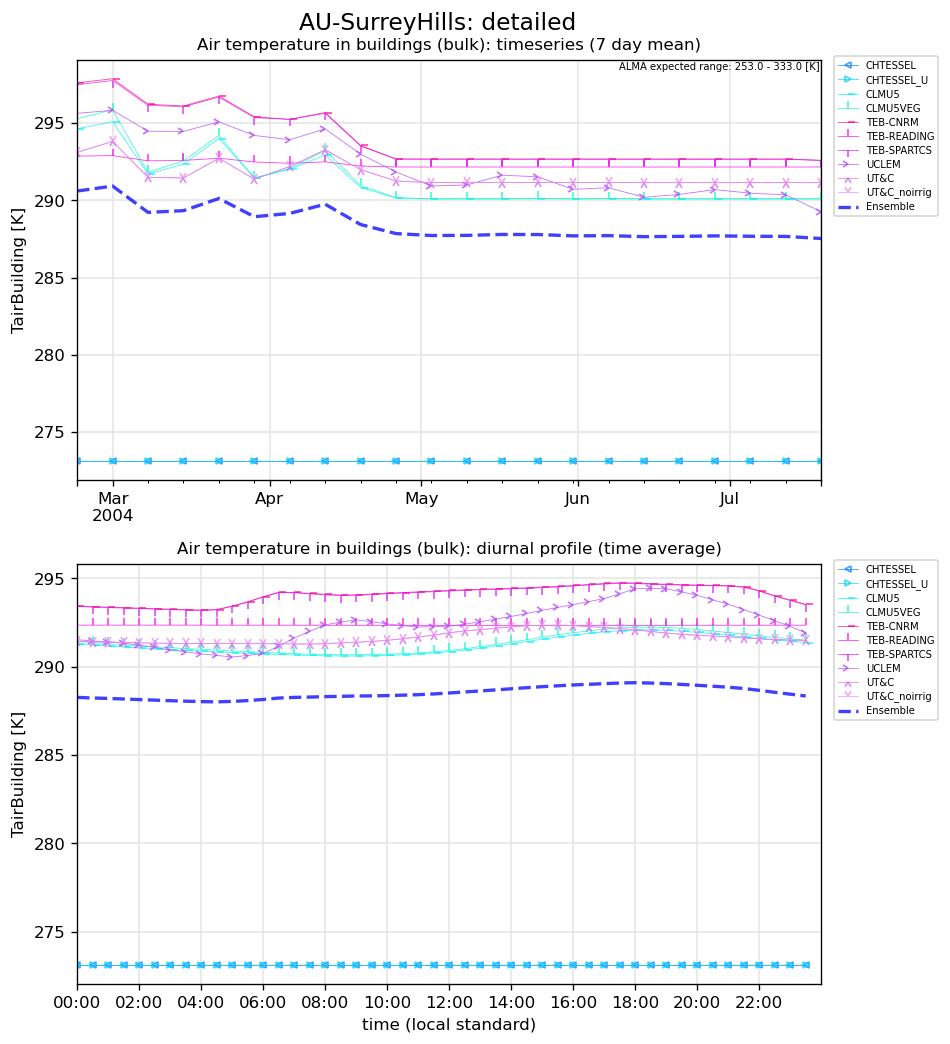 AU-SurreyHills: detailed
Air temperature in buildings (bulk): timeseries (7 day mean)
ALMA expected range: 253.0 - 333.0 [K]
TairBuilding [K]
295
290
285
280
275
Mar
2004
Apr
May
Jun
Jul
CHTESSEL
CHTESSEL_U
CLMU5
CLMU5VEG
TEB-CNRM
TEB-READING
TEB-SPARTCS
UCLEM
UT&C
UT&C_noirrig
Ensemble
Air temperature in buildings (bulk): diurnal profile (time average)
TairBuilding [K]
295
290
285
280
275
00:00 02:00 04:00 06:00 08:00 10:00 12:00 14:00 16:00 18:00 20:00 22:00
time (local standard)
CHTESSEL
CHTESSEL_U
CLMU5
CLMU5VEG
TEB-CNRM
TEB-READING
TEB-SPARTCS
UCLEM
UT&C
UT&C_noirrig
Ensemble